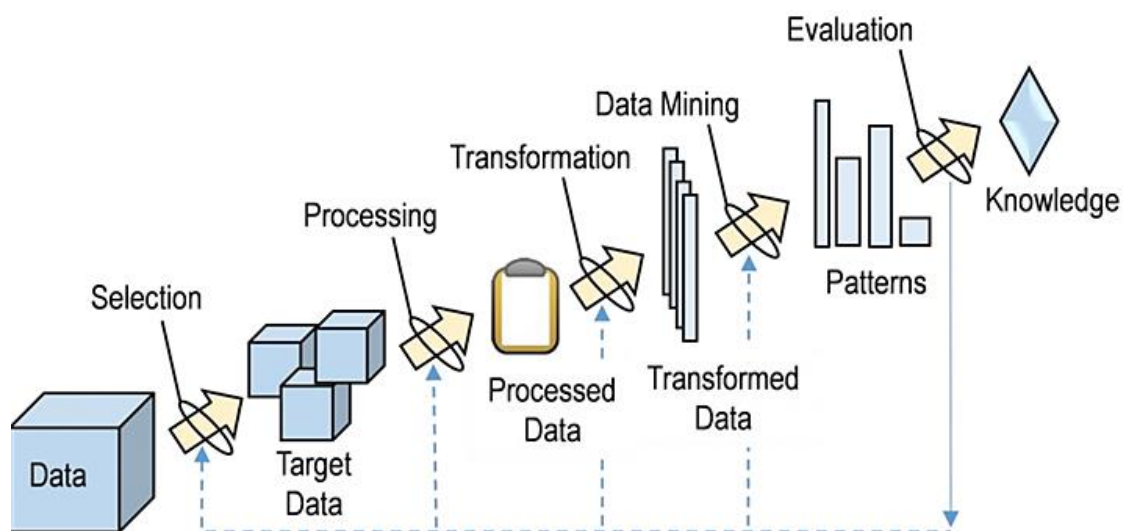 Evaluation
Data Mining
Knowledge
Transformation
Processing
Patterns
Selection
Processed
Data
Transformed
Data
Data
Target
Data